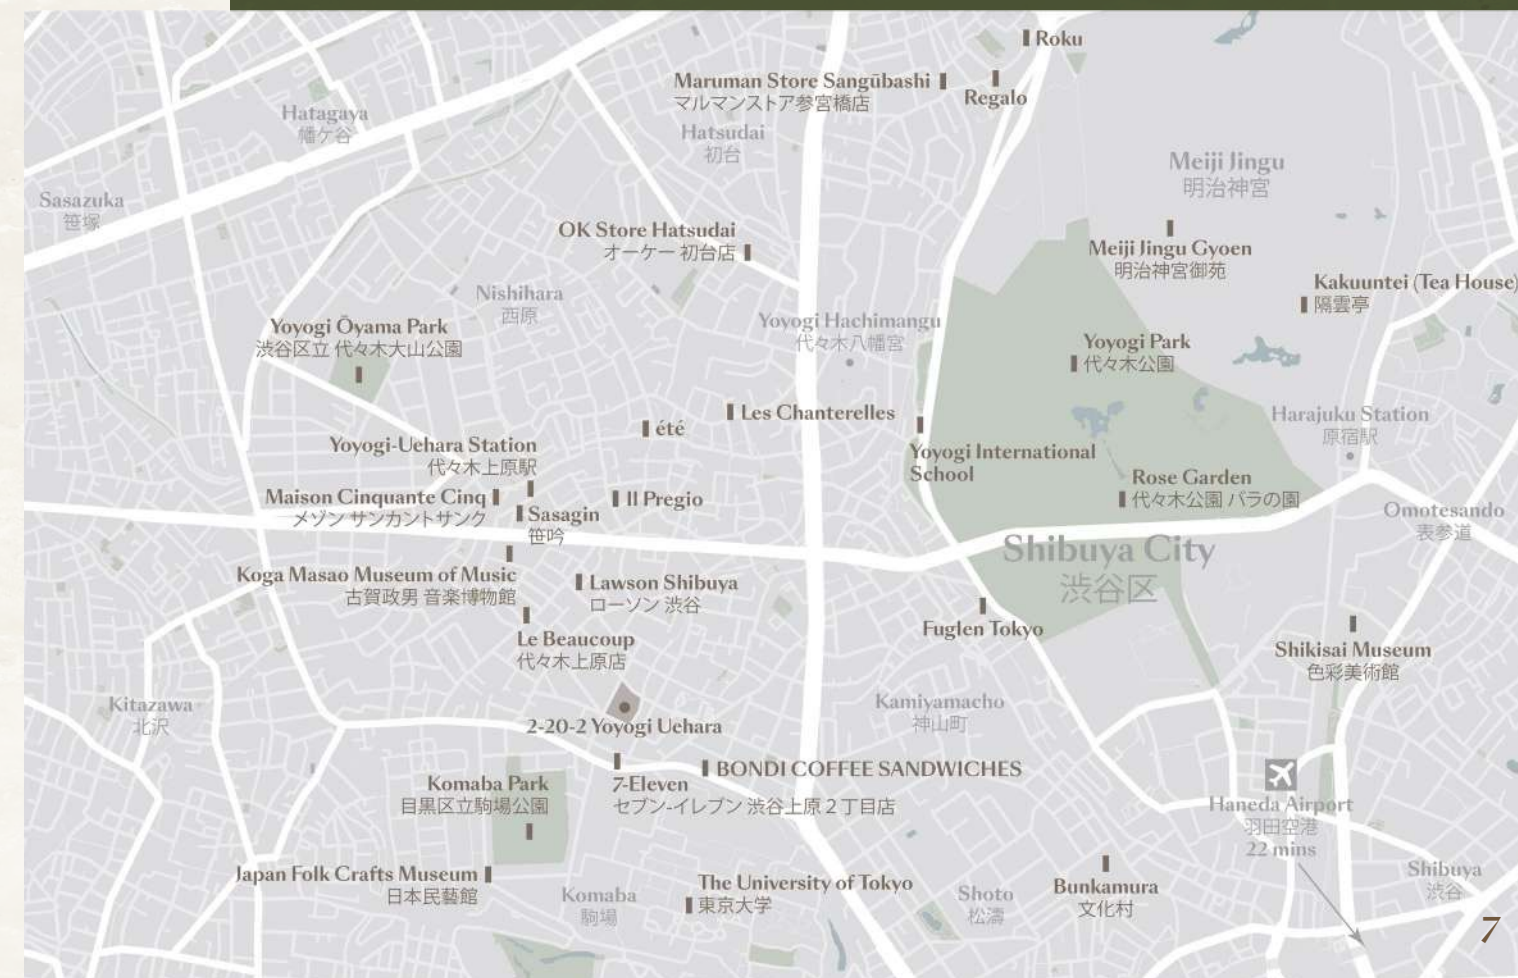 Roku
Maruman Store Sangūbashi
マルマンストア参宮橋店
Regalo
Hatagaya
幡ケ谷
Hatsudai
初台
Meiji Jingu
明治神宮
Sasazuka
笹塚
OK Store Hatsudai
オーケー 初台店
Meiji Jingu Gyoen
明治神宮御苑
Kakuuntei (Tea House)
隔雲亭
Nishihara
西原
Yoyogi Ōyama Park
渋谷区立 代々木大山公園
Yoyogi Hachimangu
代々木八幡宮
Yoyogi Park
代々木公園
Les Chanterelles
été
Harajuku Station
原宿駅
Yoyogi-Uehara Station
代々木上原駅
Yoyogi International
School
Rose Garden
代々木公園 バラの園
Maison Cinquante Cinq
メゾン サンカントサンク
Il Pregio
Sasagin
笹吟
Omotesando
表参道
Shibuya City
渋谷区
Koga Masao Museum of Music
古賀政男 音楽博物館
Lawson Shibuya
ローソン 渋谷
Fuglen Tokyo
Le Beaucoup
代々木上原店
Shikisai Museum
色彩美術館
Kitazawa
北沢
Kamiyamacho
神山町
2-20-2 Yoyogi Uehara
BONDI COFFEE SANDWICHES
Komaba Park
目黒区立駒場公園
7-Eleven
セブン-イレブン 渋谷上原２丁目店
Haneda Airport
羽田空港
22 mins
Japan Folk Crafts Museum
日本民藝館
Komaba
駒場
The University of Tokyo
東京大学
Shoto
松濤
Bunkamura
文化村
Shibuya
渋谷
7